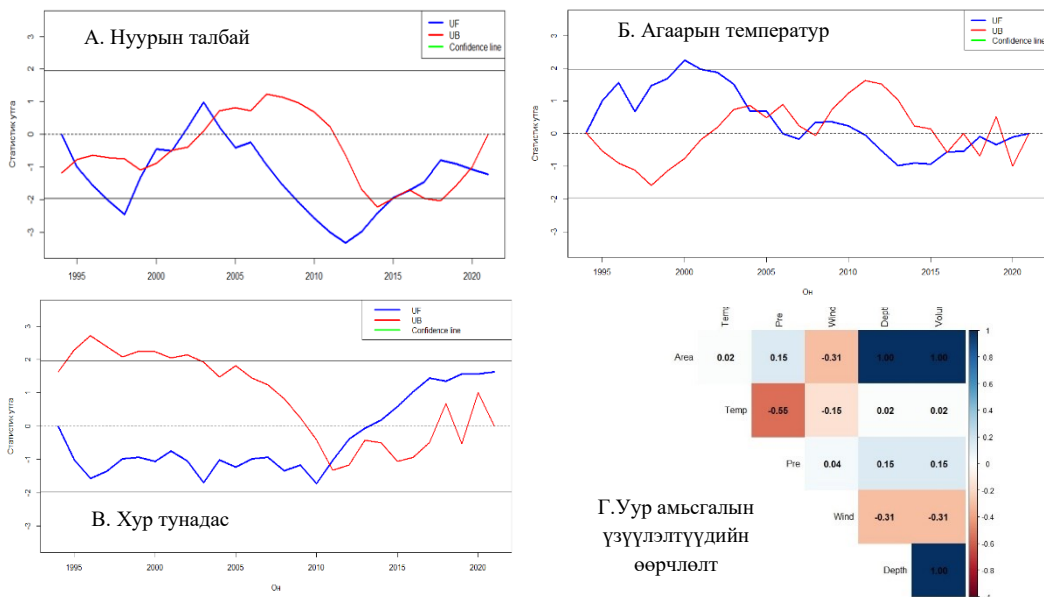 А. Нуурын талбай
UF
UB
Confidence line
Статистик утга
3
2
1
0
-1
-2
-3
1995
2000
2005
2010
2015
2020
Б. Агаарын температур
UF
UB
Confidence line
Статистик утга
3
2
1
0
-1
-2
-3
1995
2000
2005
2010
2015
2020
Он
В. Хур тунадас
UF
UB
Confidence line
Статистик утга
3
2
1
0
-1
-2
-3
1995
2000
2005
2010
2015
2020
Он
Г.Уур амьсгалын
үзүүлэлтүүдийн
өөрчлөлт
Temp Pre Wind Dept Volur
Area 0.02 0.15 -0.31 1.00 1.00
Temp -0.55 -0.15 0.02 0.02
Pre 0.04 0.15 0.15
Wind -0.31 -0.31
Depth 1.00
1
0.8
0.6
0.4
0.2
0
-0.2
-0.4
-0.6
-0.8